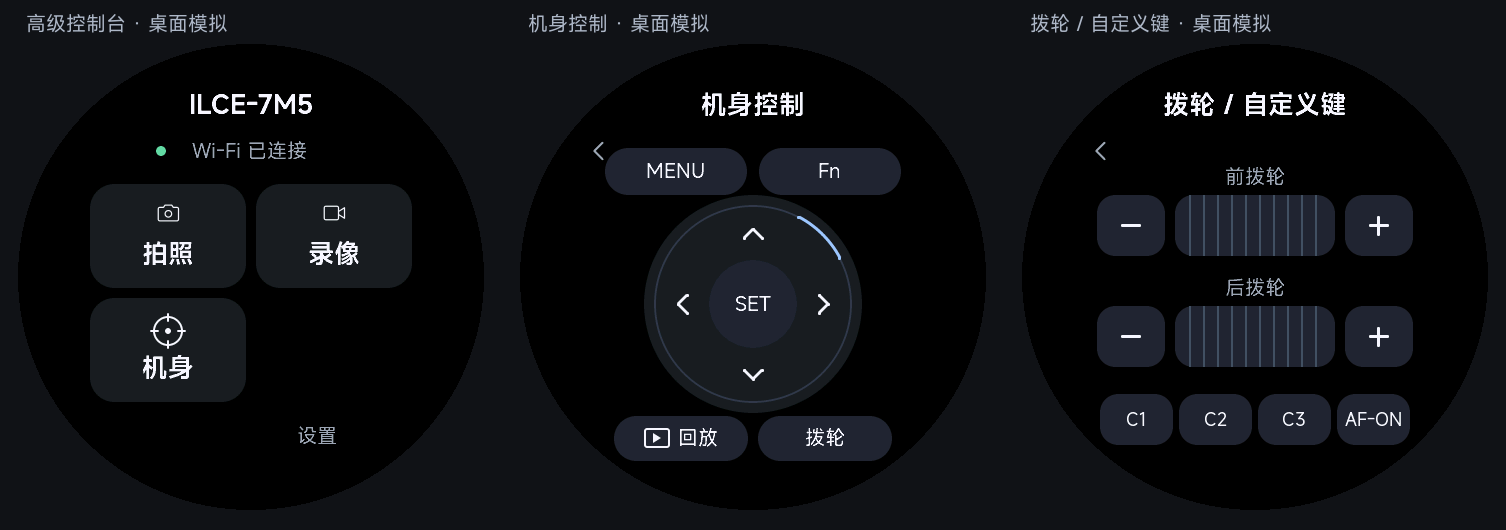 高级控制台 · 桌面模拟
ILCE-7M5
Wi-Fi 已连接
拍照
录像
机身
设置
机身控制 · 桌面模拟
机身控制
MENU
Fn
SET
回放
拨轮
拨轮 / 自定义键 · 桌面模拟
拨轮 / 自定义键
前拨轮
后拨轮
C1
C2
C3
AF-ON